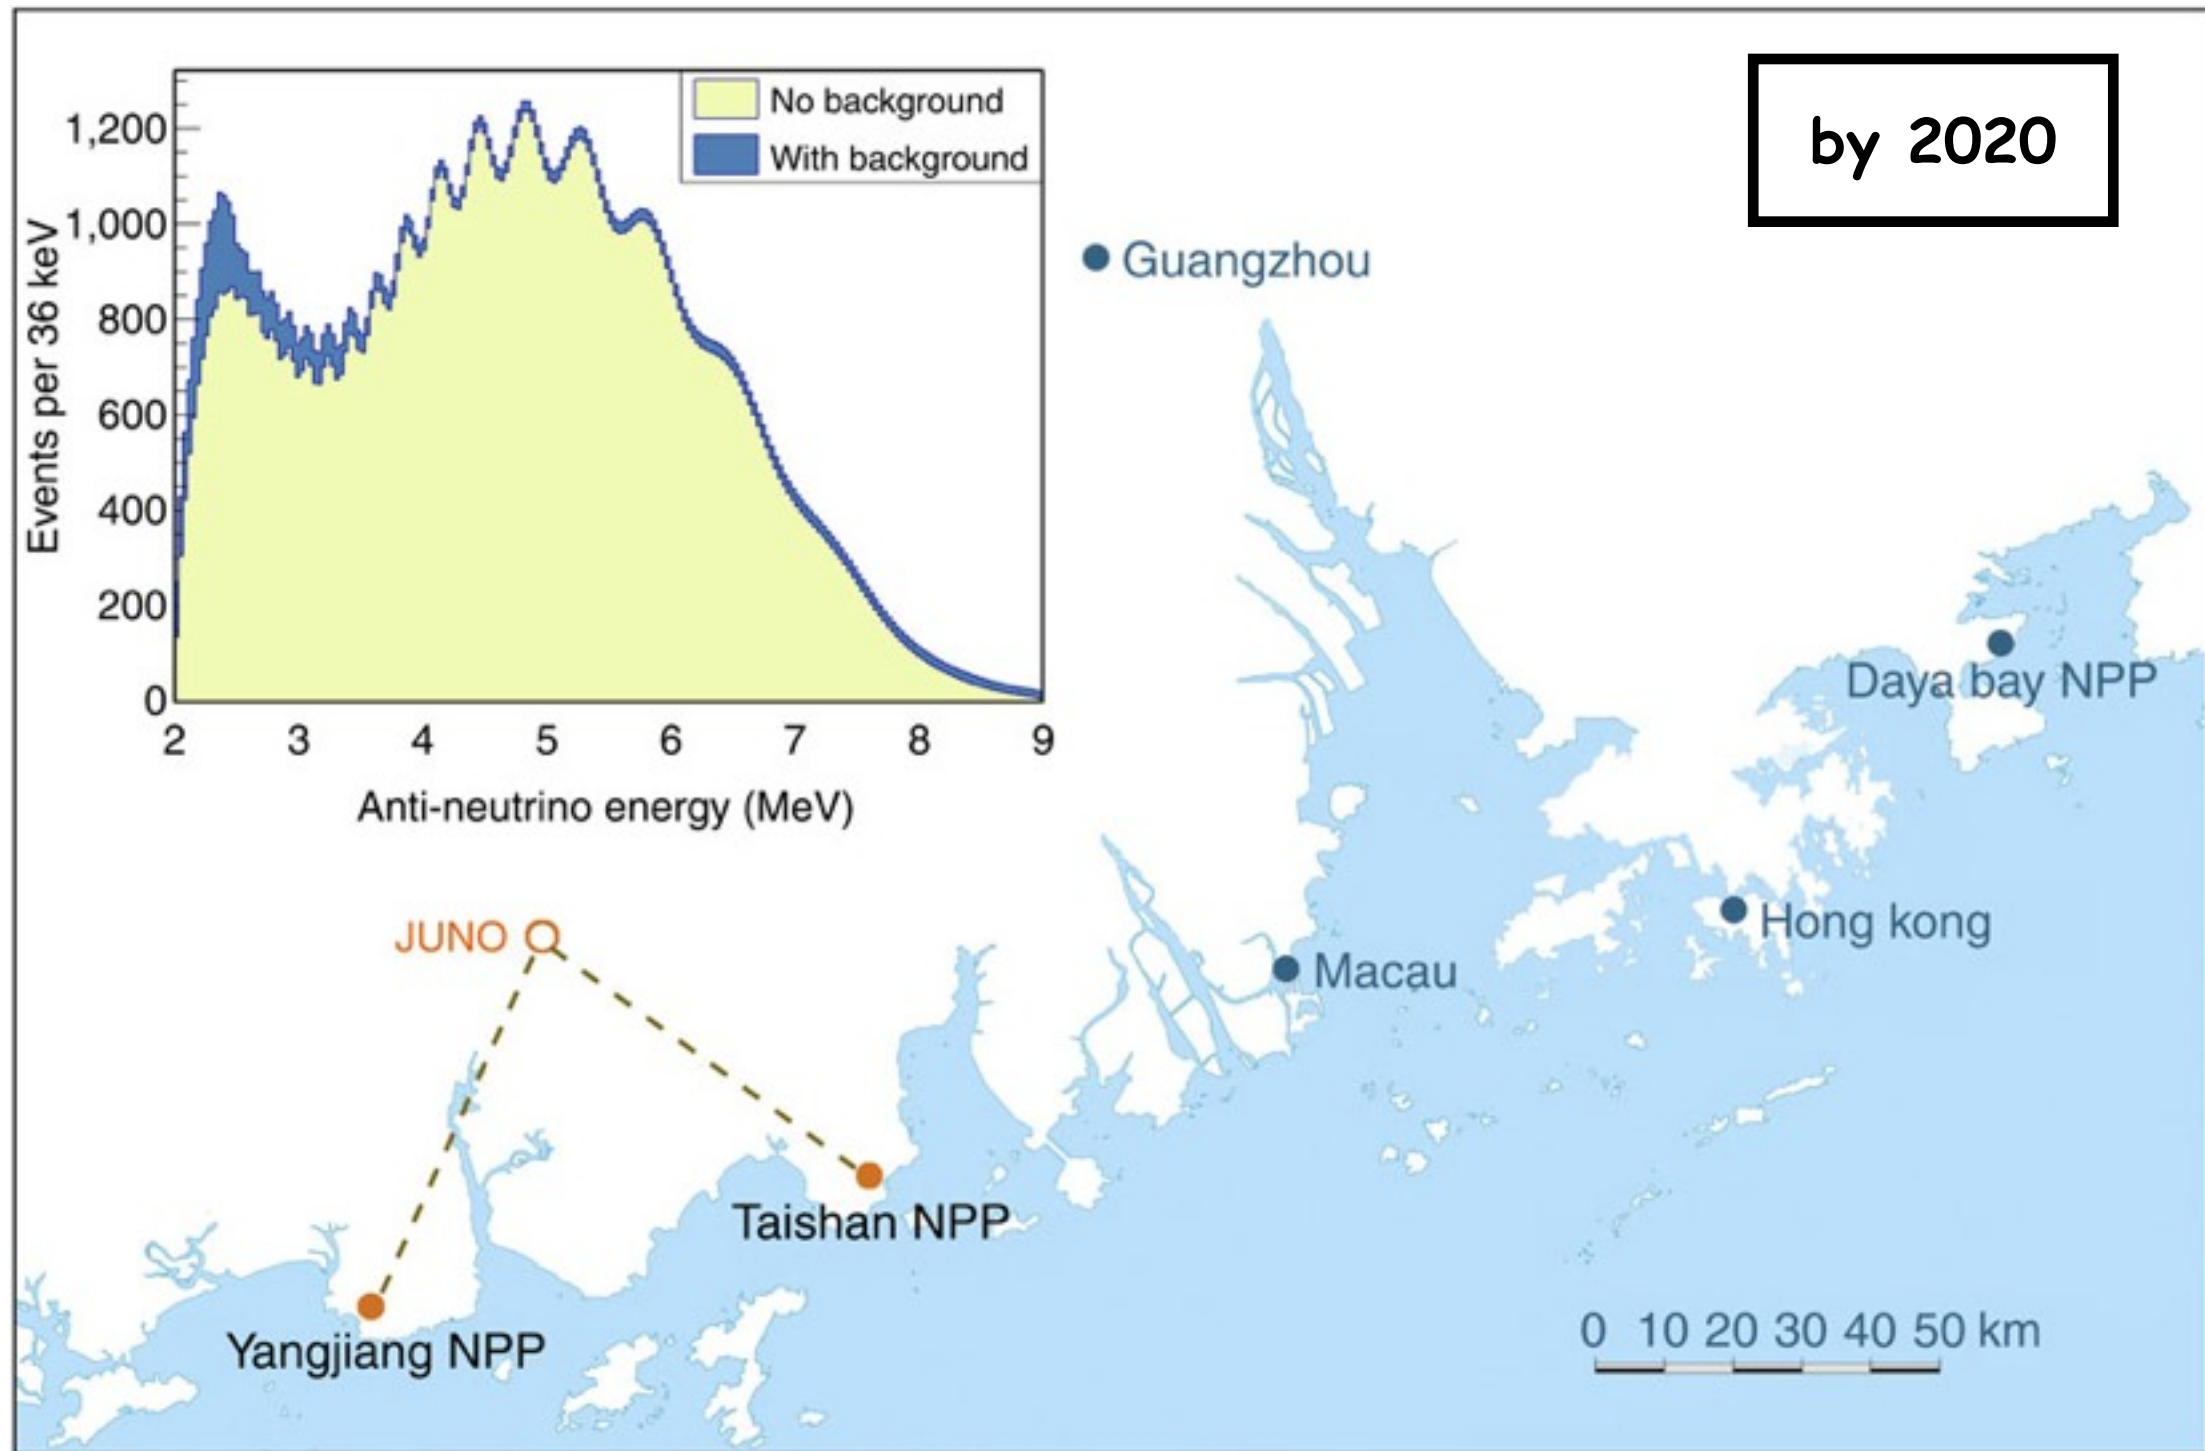 by 2020
No background
With background
1,200
1,000
800
600
400
200
0
Events per 36 keV
2 3 4 5 6 7 8 9
Anti-neutrino energy (MeV)
Guangzhou
Daya bay NPP
Hong kong
JUNO
Macau
Taishan NPP
Yangjiang NPP
0 10 20 30 40 50 km